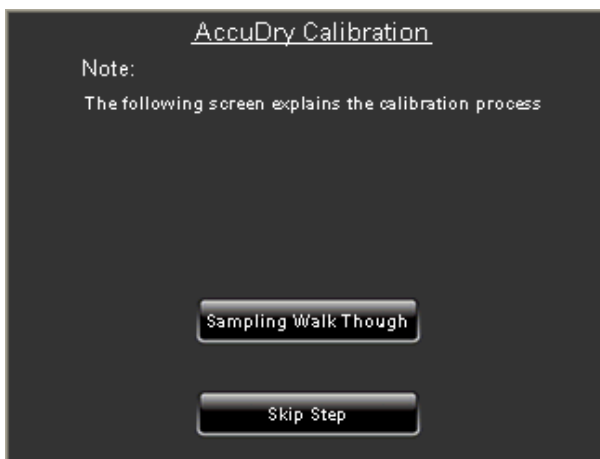 AccuDry Calibration
Note:
The following screen explains the calibration process
Sampling Walk Though
Skip Step